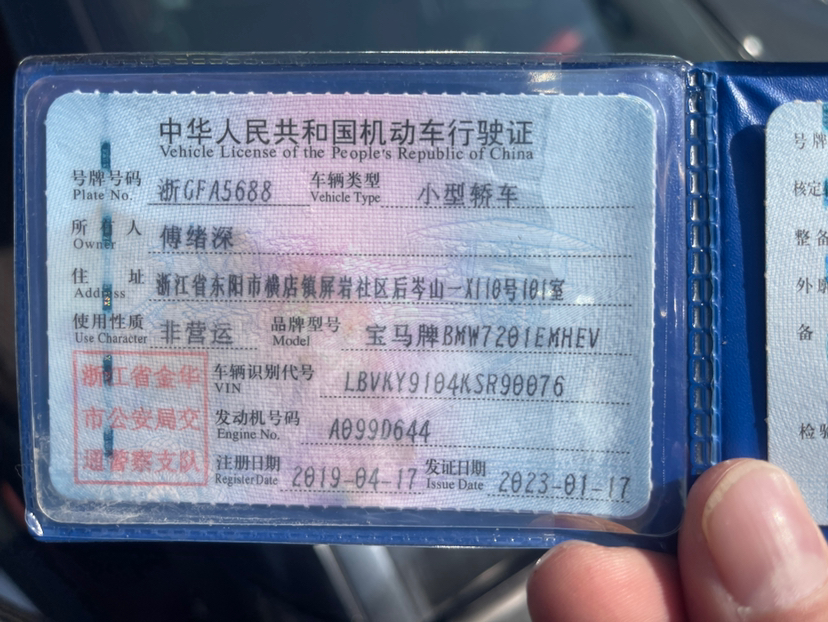 中华人民共和国机动车行驶证
Vehicle License of the People's Republic of China
号牌号码 浙GFA5688 车辆类型 小型轿车
Plate No. Vehicle Type
所有人 傅绪深
Owner
住址 浙江省东阳市横店镇屏岩社区后岑山一X110号101室
Address
使用性质 非营运 品牌型号 宝马牌BMW7201EMHEV
Use Character Model
浙江省金华
市公安局交
通警察支队
车辆识别代号 LBVKY9104KSR90076
VIN
发动机号码 A099D644
Engine No.
注册日期 2019-04-17 发证日期 2023-01-17
Register Date Issue Date
号牌
核定
整备
外廓
备
检验